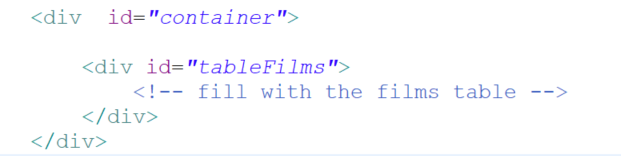 <div  id="container">
<div id="tableFilms">
<!-- fill with the films table -->
</div>
</div>